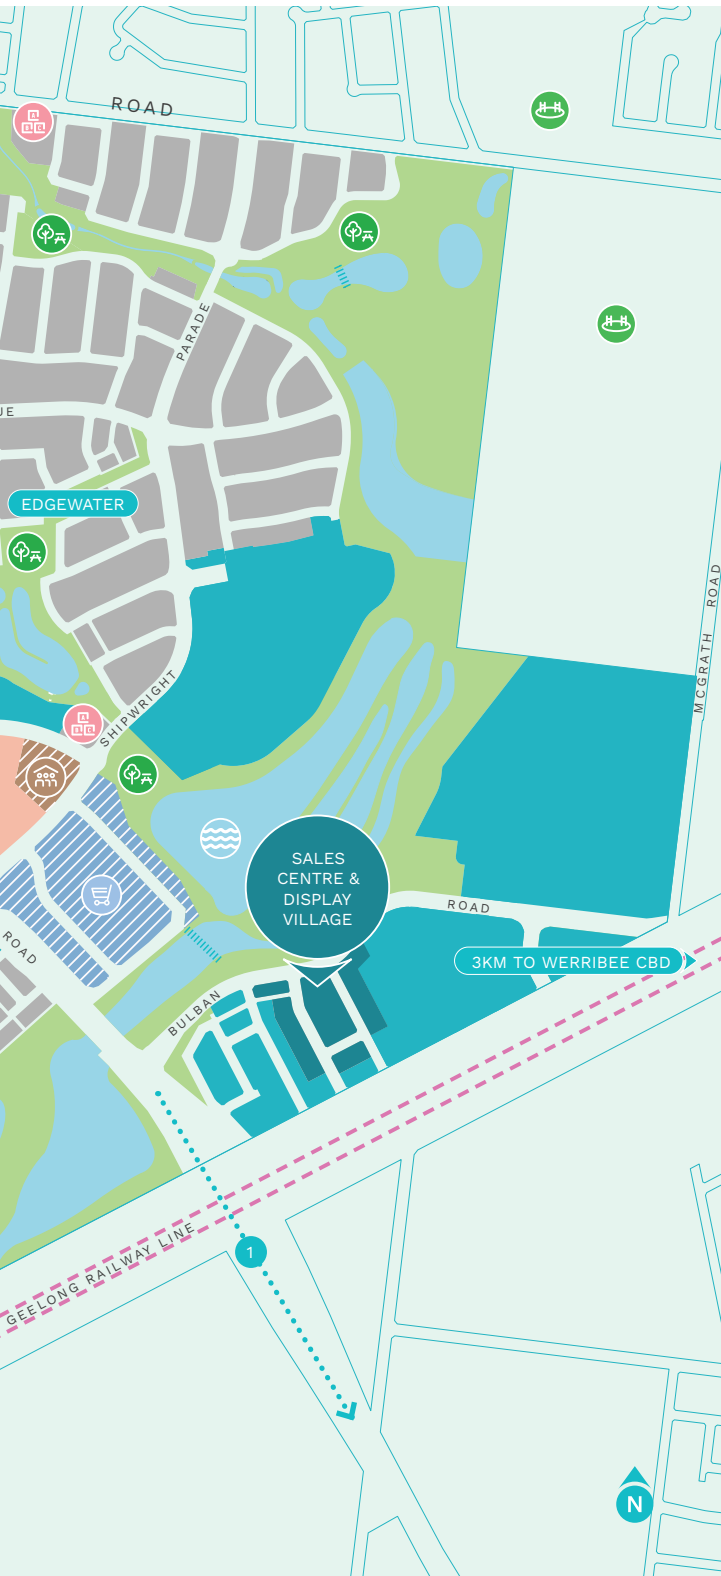 ROAD
PARADE
UE
EDGEWATER
MCGRATH ROAD
SHIPWRIGHT
SALES
CENTRE &
DISPLAY
VILLAGE
ROAD
ROAD
3KM TO WERRIBEE CBD
BULBAN
1
GEELONG RAILWAY LINE
N